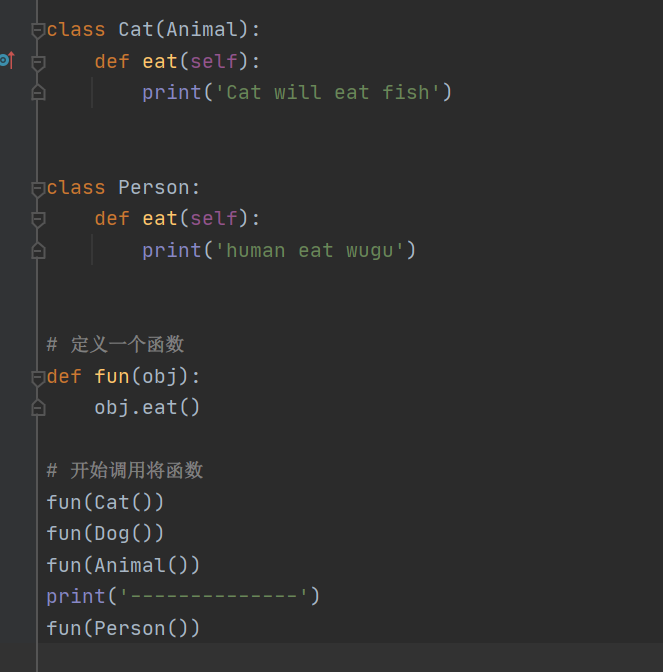 class Cat(Animal):
    def eat(self):
        print('Cat will eat fish')
class Person:
    def eat(self):
        print('human eat wugu')
# 定义一个函数
def fun(obj):
    obj.eat()
# 开始调用将函数
fun(Cat())
fun(Dog())
fun(Animal())
print('--------------')
fun(Person())